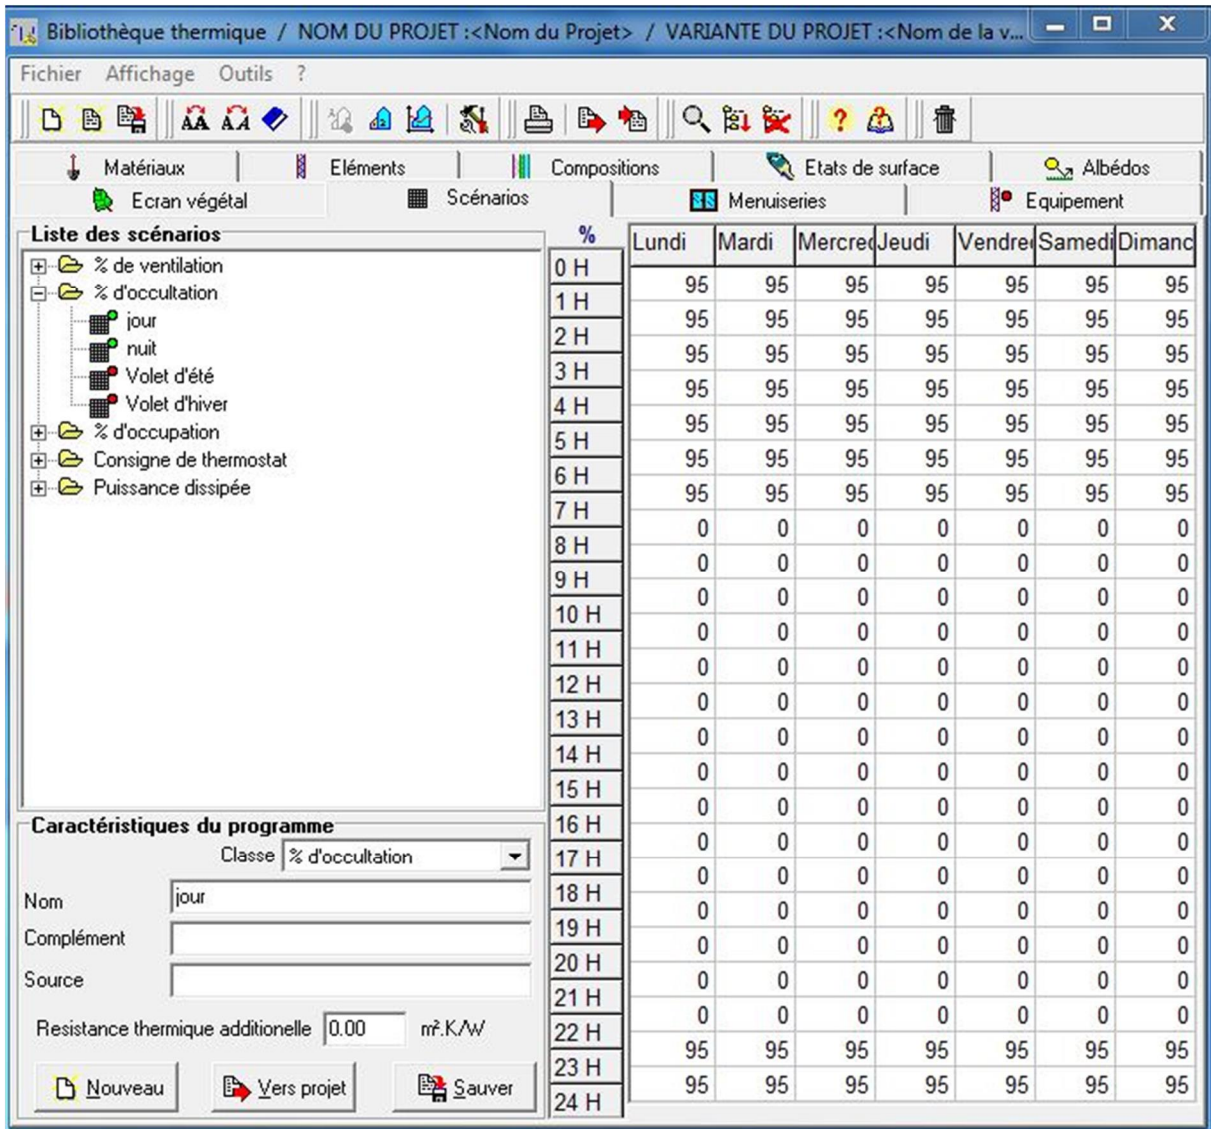 Bibliothèque thermique / NOM DU PROJET :<Nom du Projet> / VARIANTE DU PROJET :<Nom de la v...
Fichier Affichage Outils ?
Matériaux Eléments Compositions Etats de surface Albédos
Ecran végétal Scénarios Menuiseries Equipement
Liste des scénarios
% de ventilation
% d'occultation
jour
nuit
Volet d'été
Volet d'hiver
% d'occupation
Consigne de thermostat
Puissance dissipée
Caractéristiques du programme
Classe % d'occultation
Nom jour
Complément
Source
Resistance thermique additionelle 0.00 m².K/W
Nouveau Vers projet Sauver
% Lundi Mardi Mercred Jeudi Vendred Samedi Dimanc
0 H
95 95 95 95 95 95 95
1 H
95 95 95 95 95 95 95
2 H
95 95 95 95 95 95 95
3 H
95 95 95 95 95 95 95
4 H
95 95 95 95 95 95 95
5 H
95 95 95 95 95 95 95
6 H
95 95 95 95 95 95 95
7 H
0 0 0 0 0 0 0
8 H
0 0 0 0 0 0 0
9 H
0 0 0 0 0 0 0
10 H
0 0 0 0 0 0 0
11 H
0 0 0 0 0 0 0
12 H
0 0 0 0 0 0 0
13 H
0 0 0 0 0 0 0
14 H
0 0 0 0 0 0 0
15 H
0 0 0 0 0 0 0
16 H
0 0 0 0 0 0 0
17 H
0 0 0 0 0 0 0
18 H
0 0 0 0 0 0 0
19 H
0 0 0 0 0 0 0
20 H
0 0 0 0 0 0 0
21 H
0 0 0 0 0 0 0
22 H
95 95 95 95 95 95 95
23 H
95 95 95 95 95 95 95
24 H